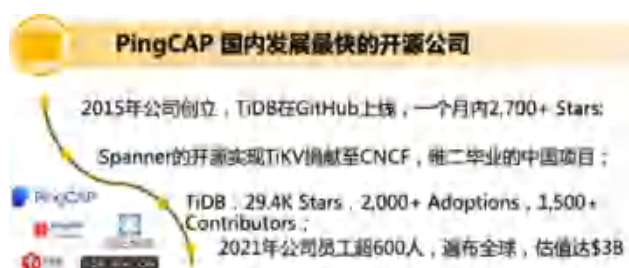 PingCAP 国内发展最快的开源公司
2015年公司创立，TiDB在GitHub上线，一个月内2,700+ Stars;
Spanner的开源实现TiKV捐献至CNCF，唯二毕业的中国项目；
PingCAP
TiDB，29.4K Stars，2,000+ Adoptions，1,500+
Contributors；
2021年公司员工超600人，遍布全球，估值达$3B